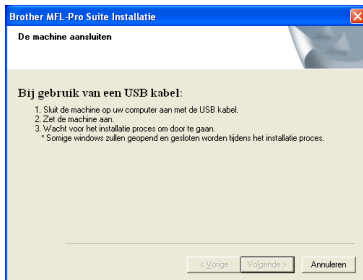 Brother MFL-Pro Suite Installatie
De machine aansluiten
Bij gebruik van een USB kabel:
1. Sluit de machine op uw computer aan met de USB kabel.
2. Zet de machine aan.
3. Wacht voor het installatie proces om door te gaan.
* Somige windows zullen geopend en gesloten worden tijdens het installatie proces.
< Vorige Volgende > Annuleren